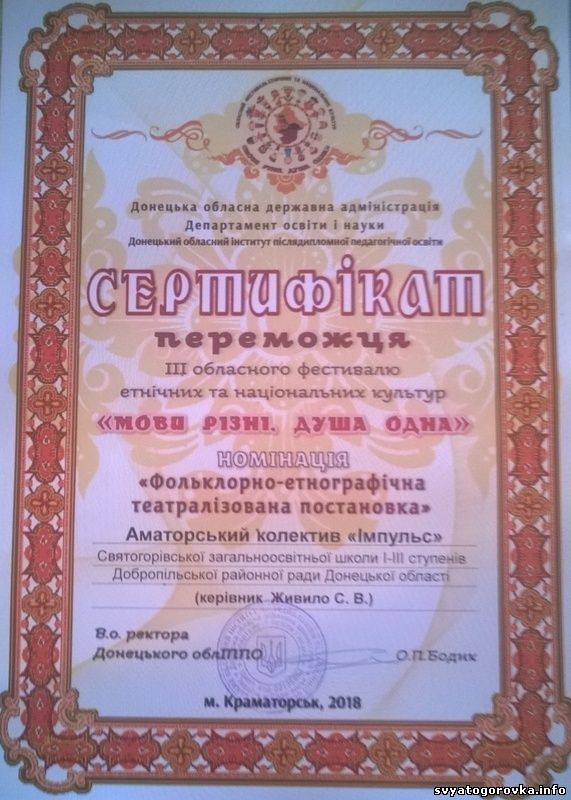 Донецька обласна державна адміністрація
Департамент освіти і науки
Донецький обласний інститут післядипломної педагогічної освіти
СЕРТИФІКАТ
переможця
III обласного фестивалю
етнічних та національних культур
«МОВИ РІЗНІ, ДУША ОДНА»
НОМІНАЦІЯ
«Фольклорно-етнографічна
театралізована постановка»
Аматорський колектив «Імпульс»
Святогорівської загальноосвітньої школи І-ІІІ ступенів
Добропільської районної ради Донецької області
(керівник Живило С. В.)
В.о. ректора
Донецького облІППО О.П.Бодик
м. Краматорськ, 2018
svyatogorovka.info